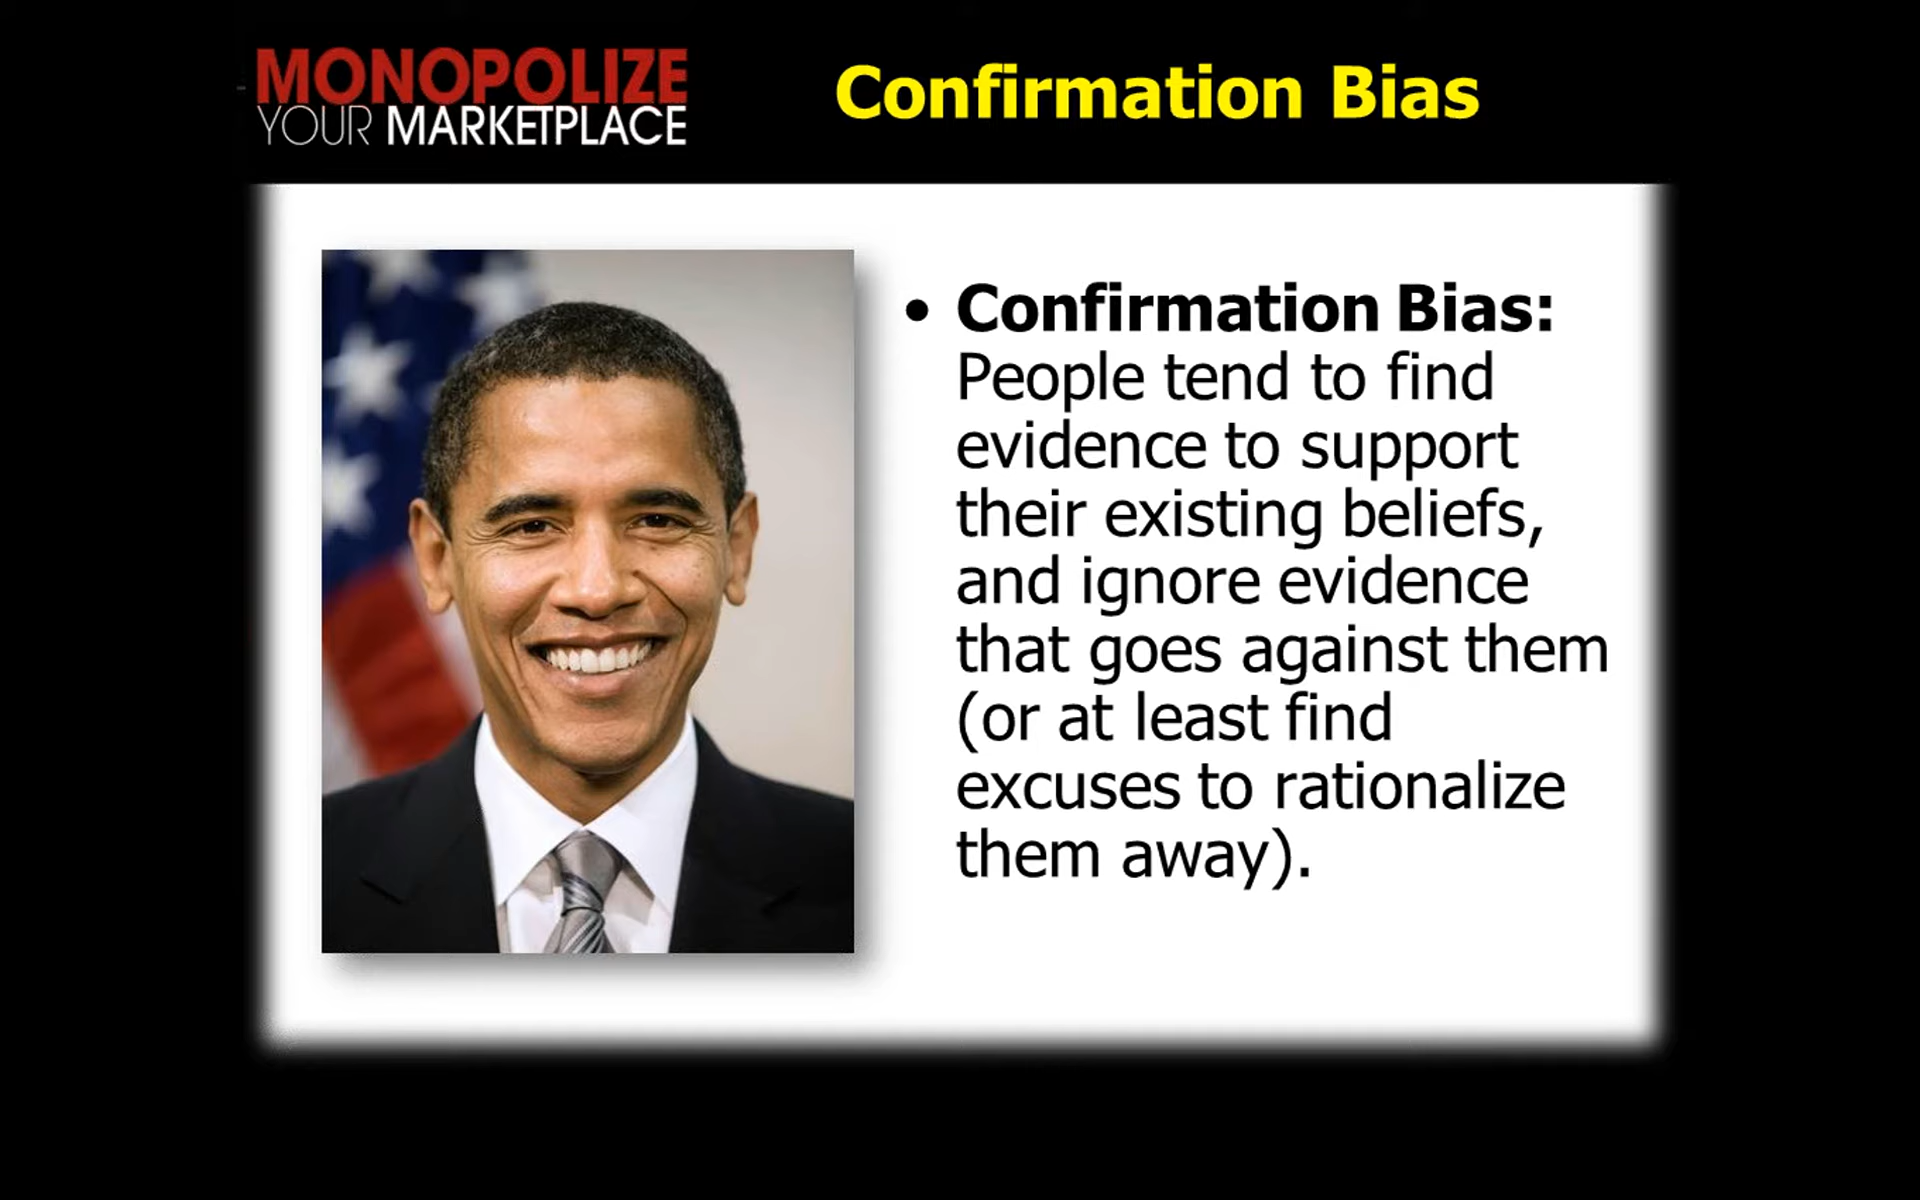 MONOPOLIZE
YOUR MARKETPLACE
Confirmation Bias
• Confirmation Bias:
People tend to find
evidence to support
their existing beliefs,
and ignore evidence
that goes against them
(or at least find
excuses to rationalize
them away).